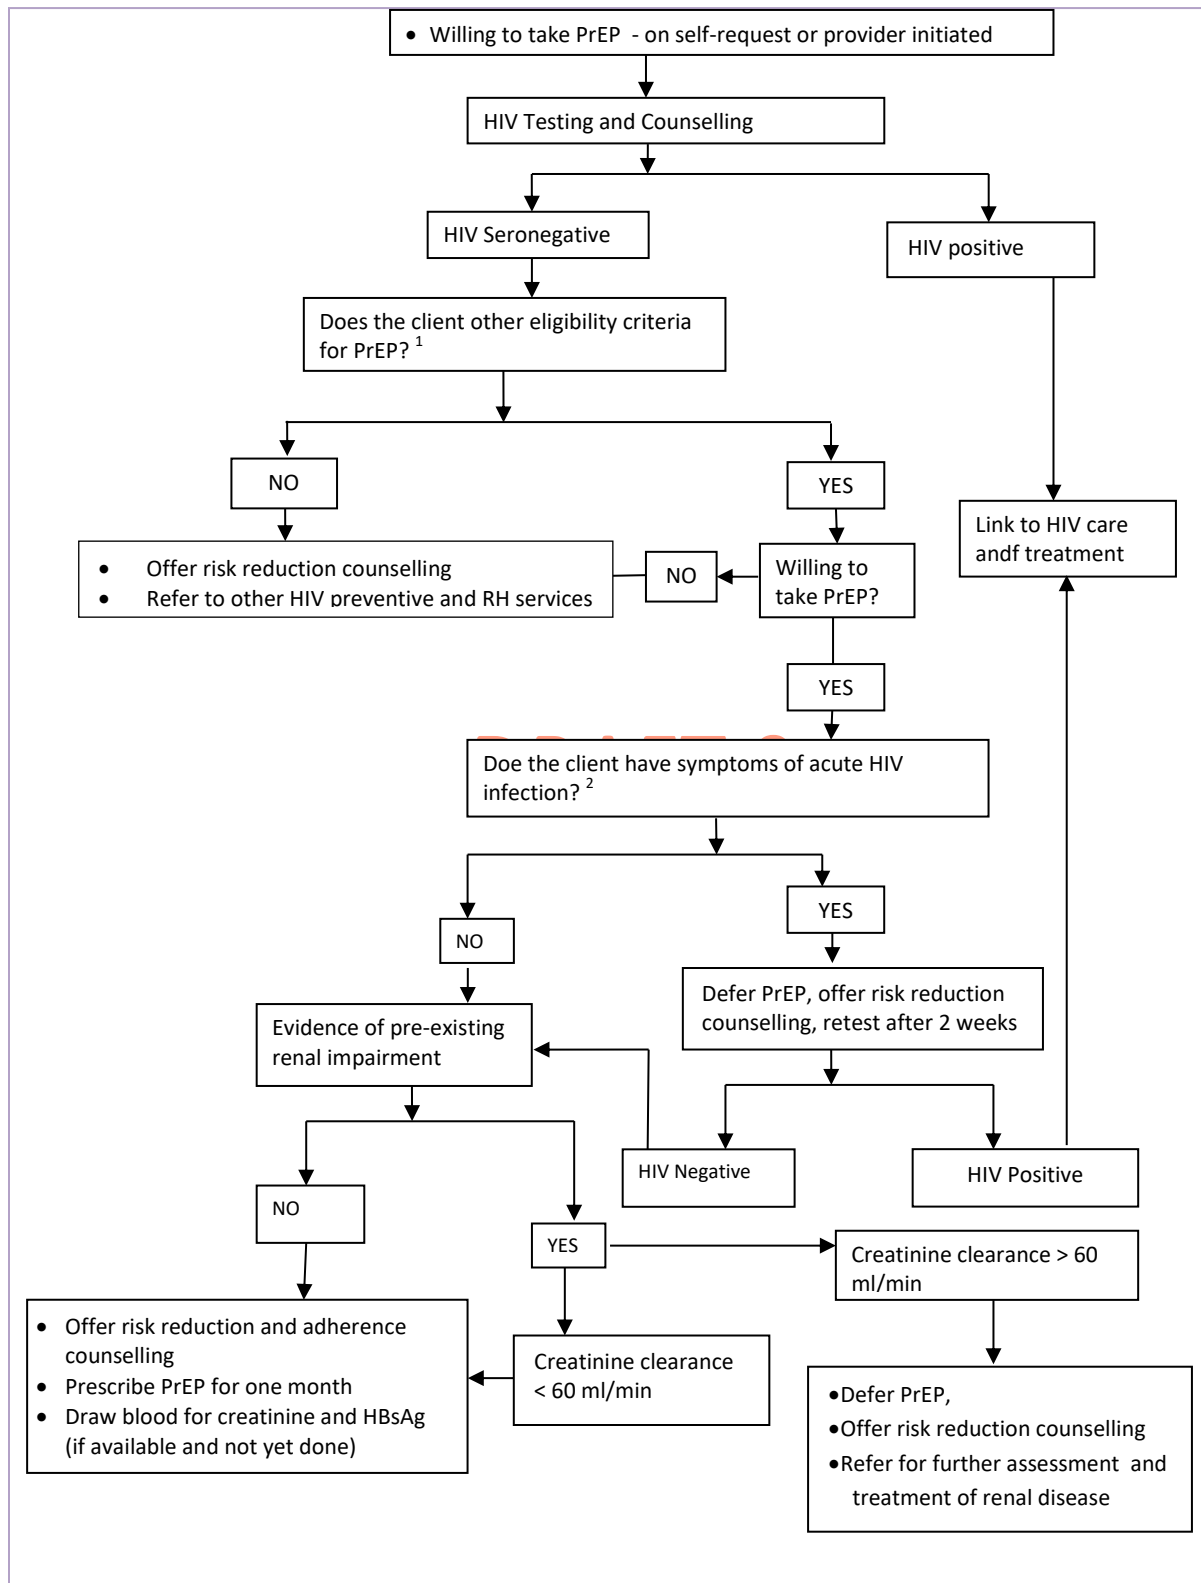 • Willing to take PrEP - on self-request or provider initiated
HIV Testing and Counselling
HIV Seronegative
HIV positive
Does the client other eligibility criteria
for PrEP? 1
NO
YES
Link to HIV care
andf treatment
• Offer risk reduction counselling
• Refer to other HIV preventive and RH services
NO
Willing to
take PrEP?
YES
Doe the client have symptoms of acute HIV
infection? 2
NO
YES
Defer PrEP, offer risk reduction
counselling, retest after 2 weeks
Evidence of pre-existing
renal impairment
HIV Negative
HIV Positive
NO
YES
Creatinine clearance > 60
ml/min
• Offer risk reduction and adherence
counselling
• Prescribe PrEP for one month
• Draw blood for creatinine and HBsAg
(if available and not yet done)
Creatinine clearance
< 60 ml/min
•Defer PrEP,
•Offer risk reduction counselling
•Refer for further assessment and
treatment of renal disease